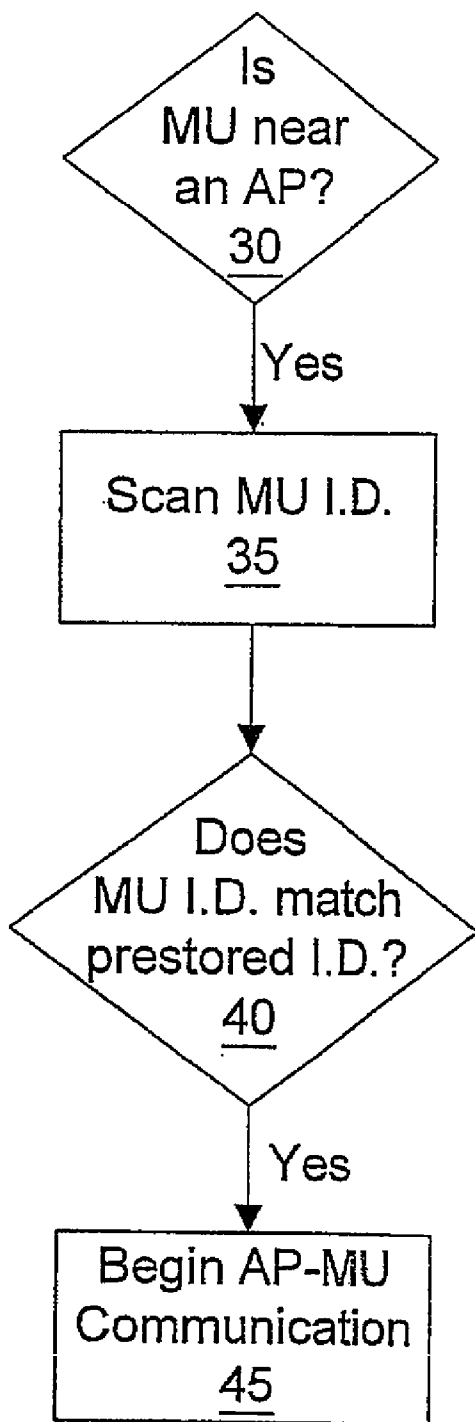 Is
MU near
an AP?
30
Yes
Scan MU I.D.
35
Does
MU I.D. match
prestored I.D.?
40
Yes
Begin AP-MU
Communication
45